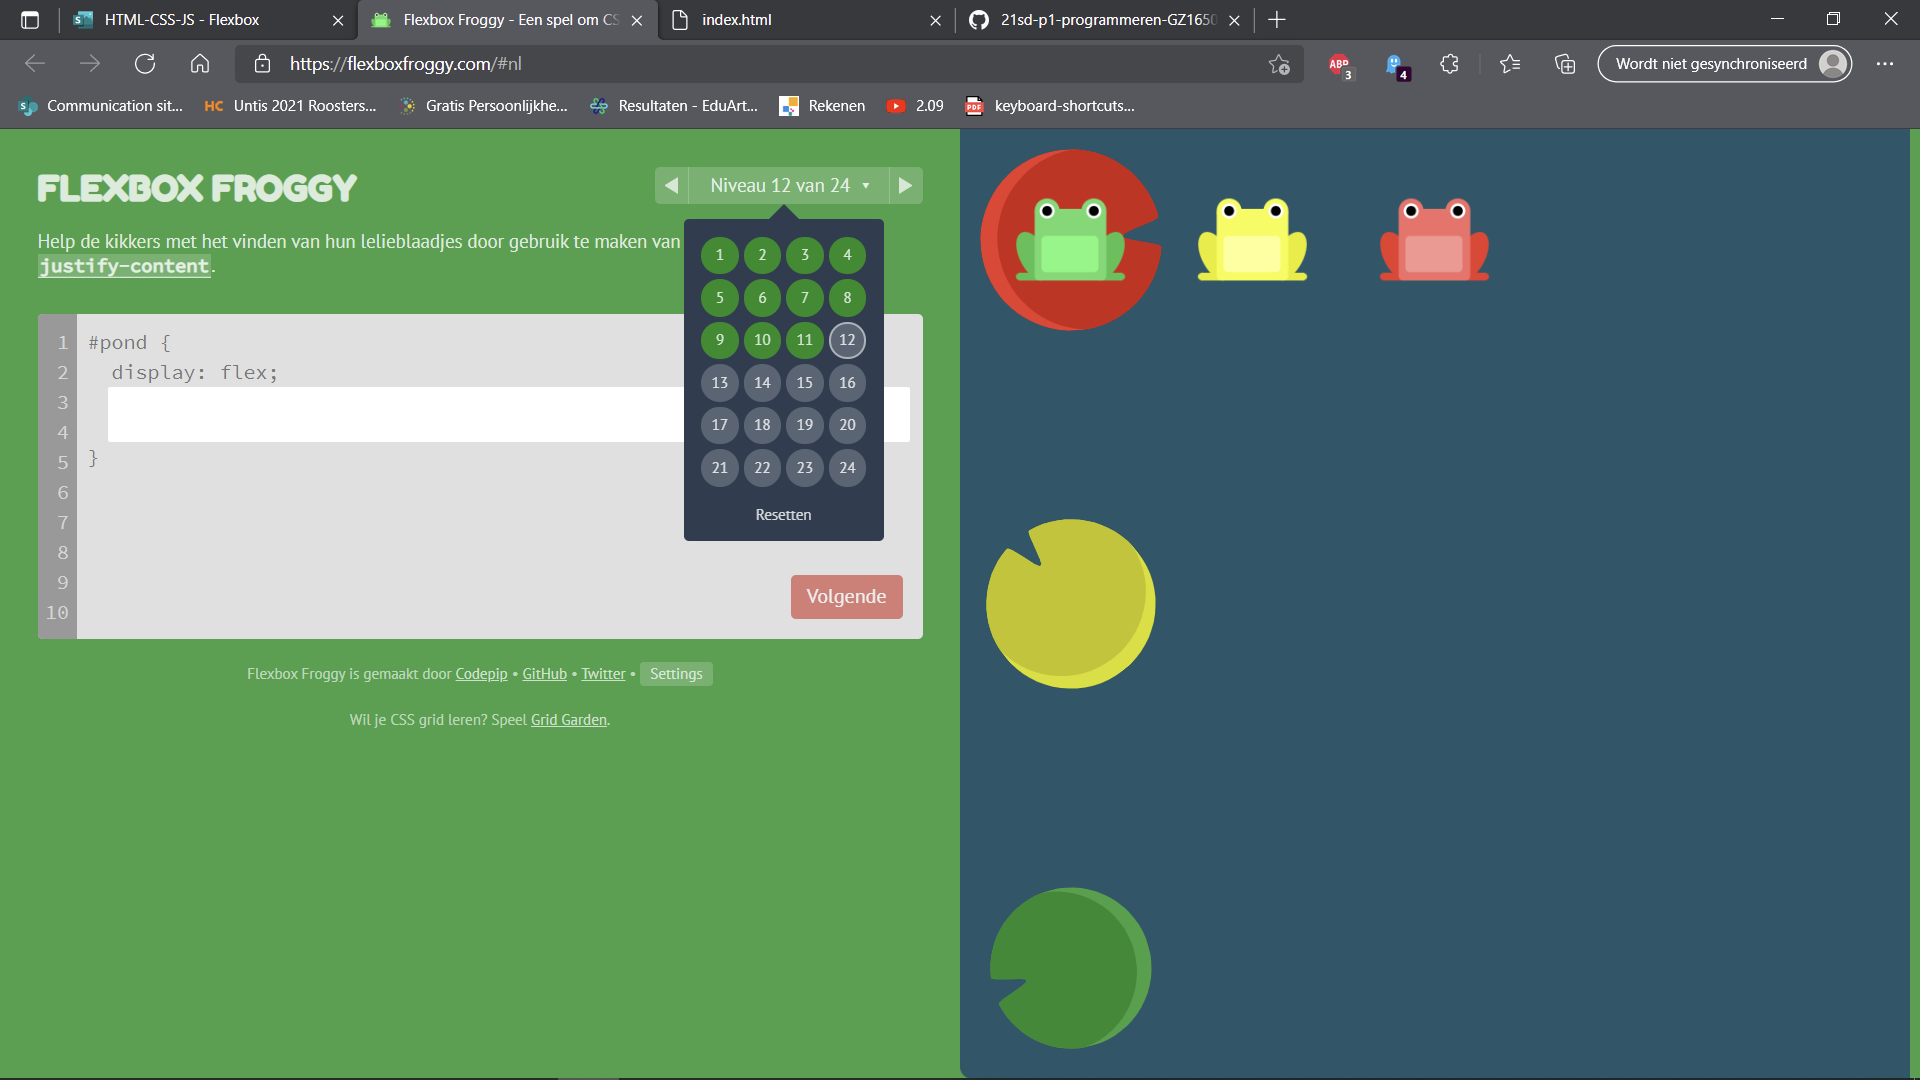 HTML-CSS-JS - Flexbox
Flexbox Froggy - Een spel om CS
index.html
21sd-p1-programmeren-GZ1650
https://flexboxfroggy.com/#nl
ABP 3
4
Wordt niet gesynchroniseerd
Communication sit...
HC Untis 2021 Roosters...
Gratis Persoonlijkhe...
Resultaten - EduArt...
Rekenen
2.09
PDF keyboard-shortcuts...
FLEXBOX FROGGY
Niveau 12 van 24
Help de kikkers met het vinden van hun lelieblaadjes door gebruik te maken van
justify-content.
1 2 3 4
5 6 7 8
9 10 11 12
13 14 15 16
17 18 19 20
21 22 23 24
Resetten
1 #pond {
2 display: flex;
3
4
5 }
6
7
8
9
10
Volgende
Flexbox Froggy is gemaakt door Codepip • GitHub • Twitter • Settings
Wil je CSS grid leren? Speel Grid Garden.